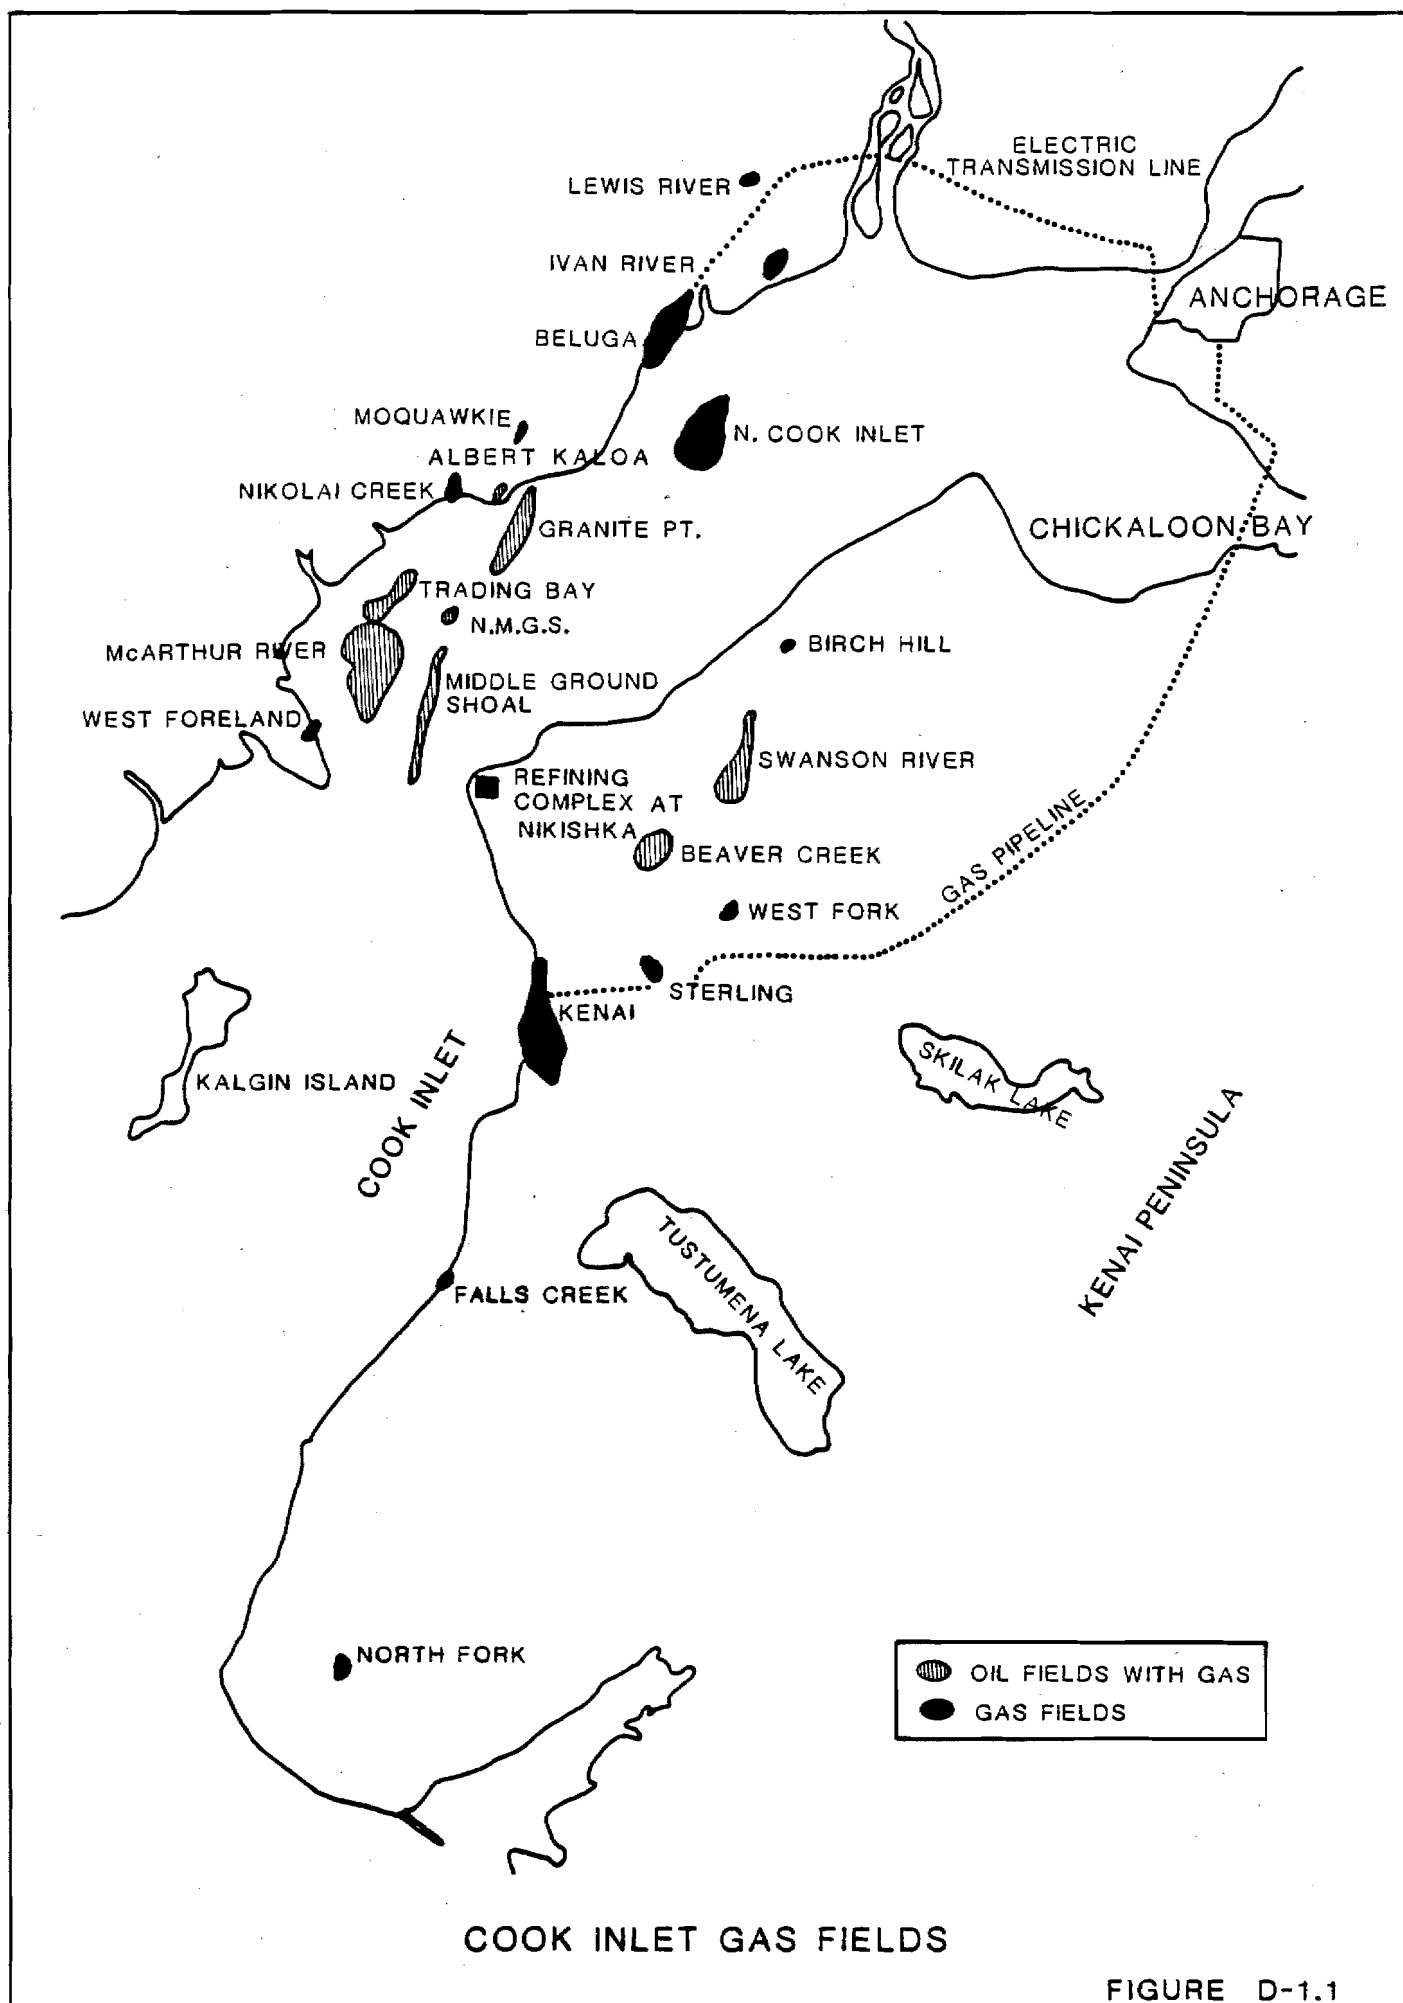 ELECTRIC
TRANSMISSION LINE
LEWIS RIVER
IVAN RIVER
ANCHORAGE
BELUGA
MOQUAWKIE
N. COOK INLET
ALBERT KALOA
NIKOLAI CREEK
GRANITE PT.
CHICKALOON BAY
TRADING BAY
N.M.G.S.
McARTHUR RIVER
BIRCH HILL
MIDDLE GROUND
SHOAL
WEST FORELAND
SWANSON RIVER
REFINING
COMPLEX AT
NIKISHKA
BEAVER CREEK
GAS PIPELINE
WEST FORK
STERLING
KENAI
KALGIN ISLAND
COOK INLET
SKILAK LAKE
KENAI PENINSULA
TUSTUMENA LAKE
FALLS CREEK
NORTH FORK
OIL FIELDS WITH GAS
GAS FIELDS
COOK INLET GAS FIELDS
FIGURE D-1.1